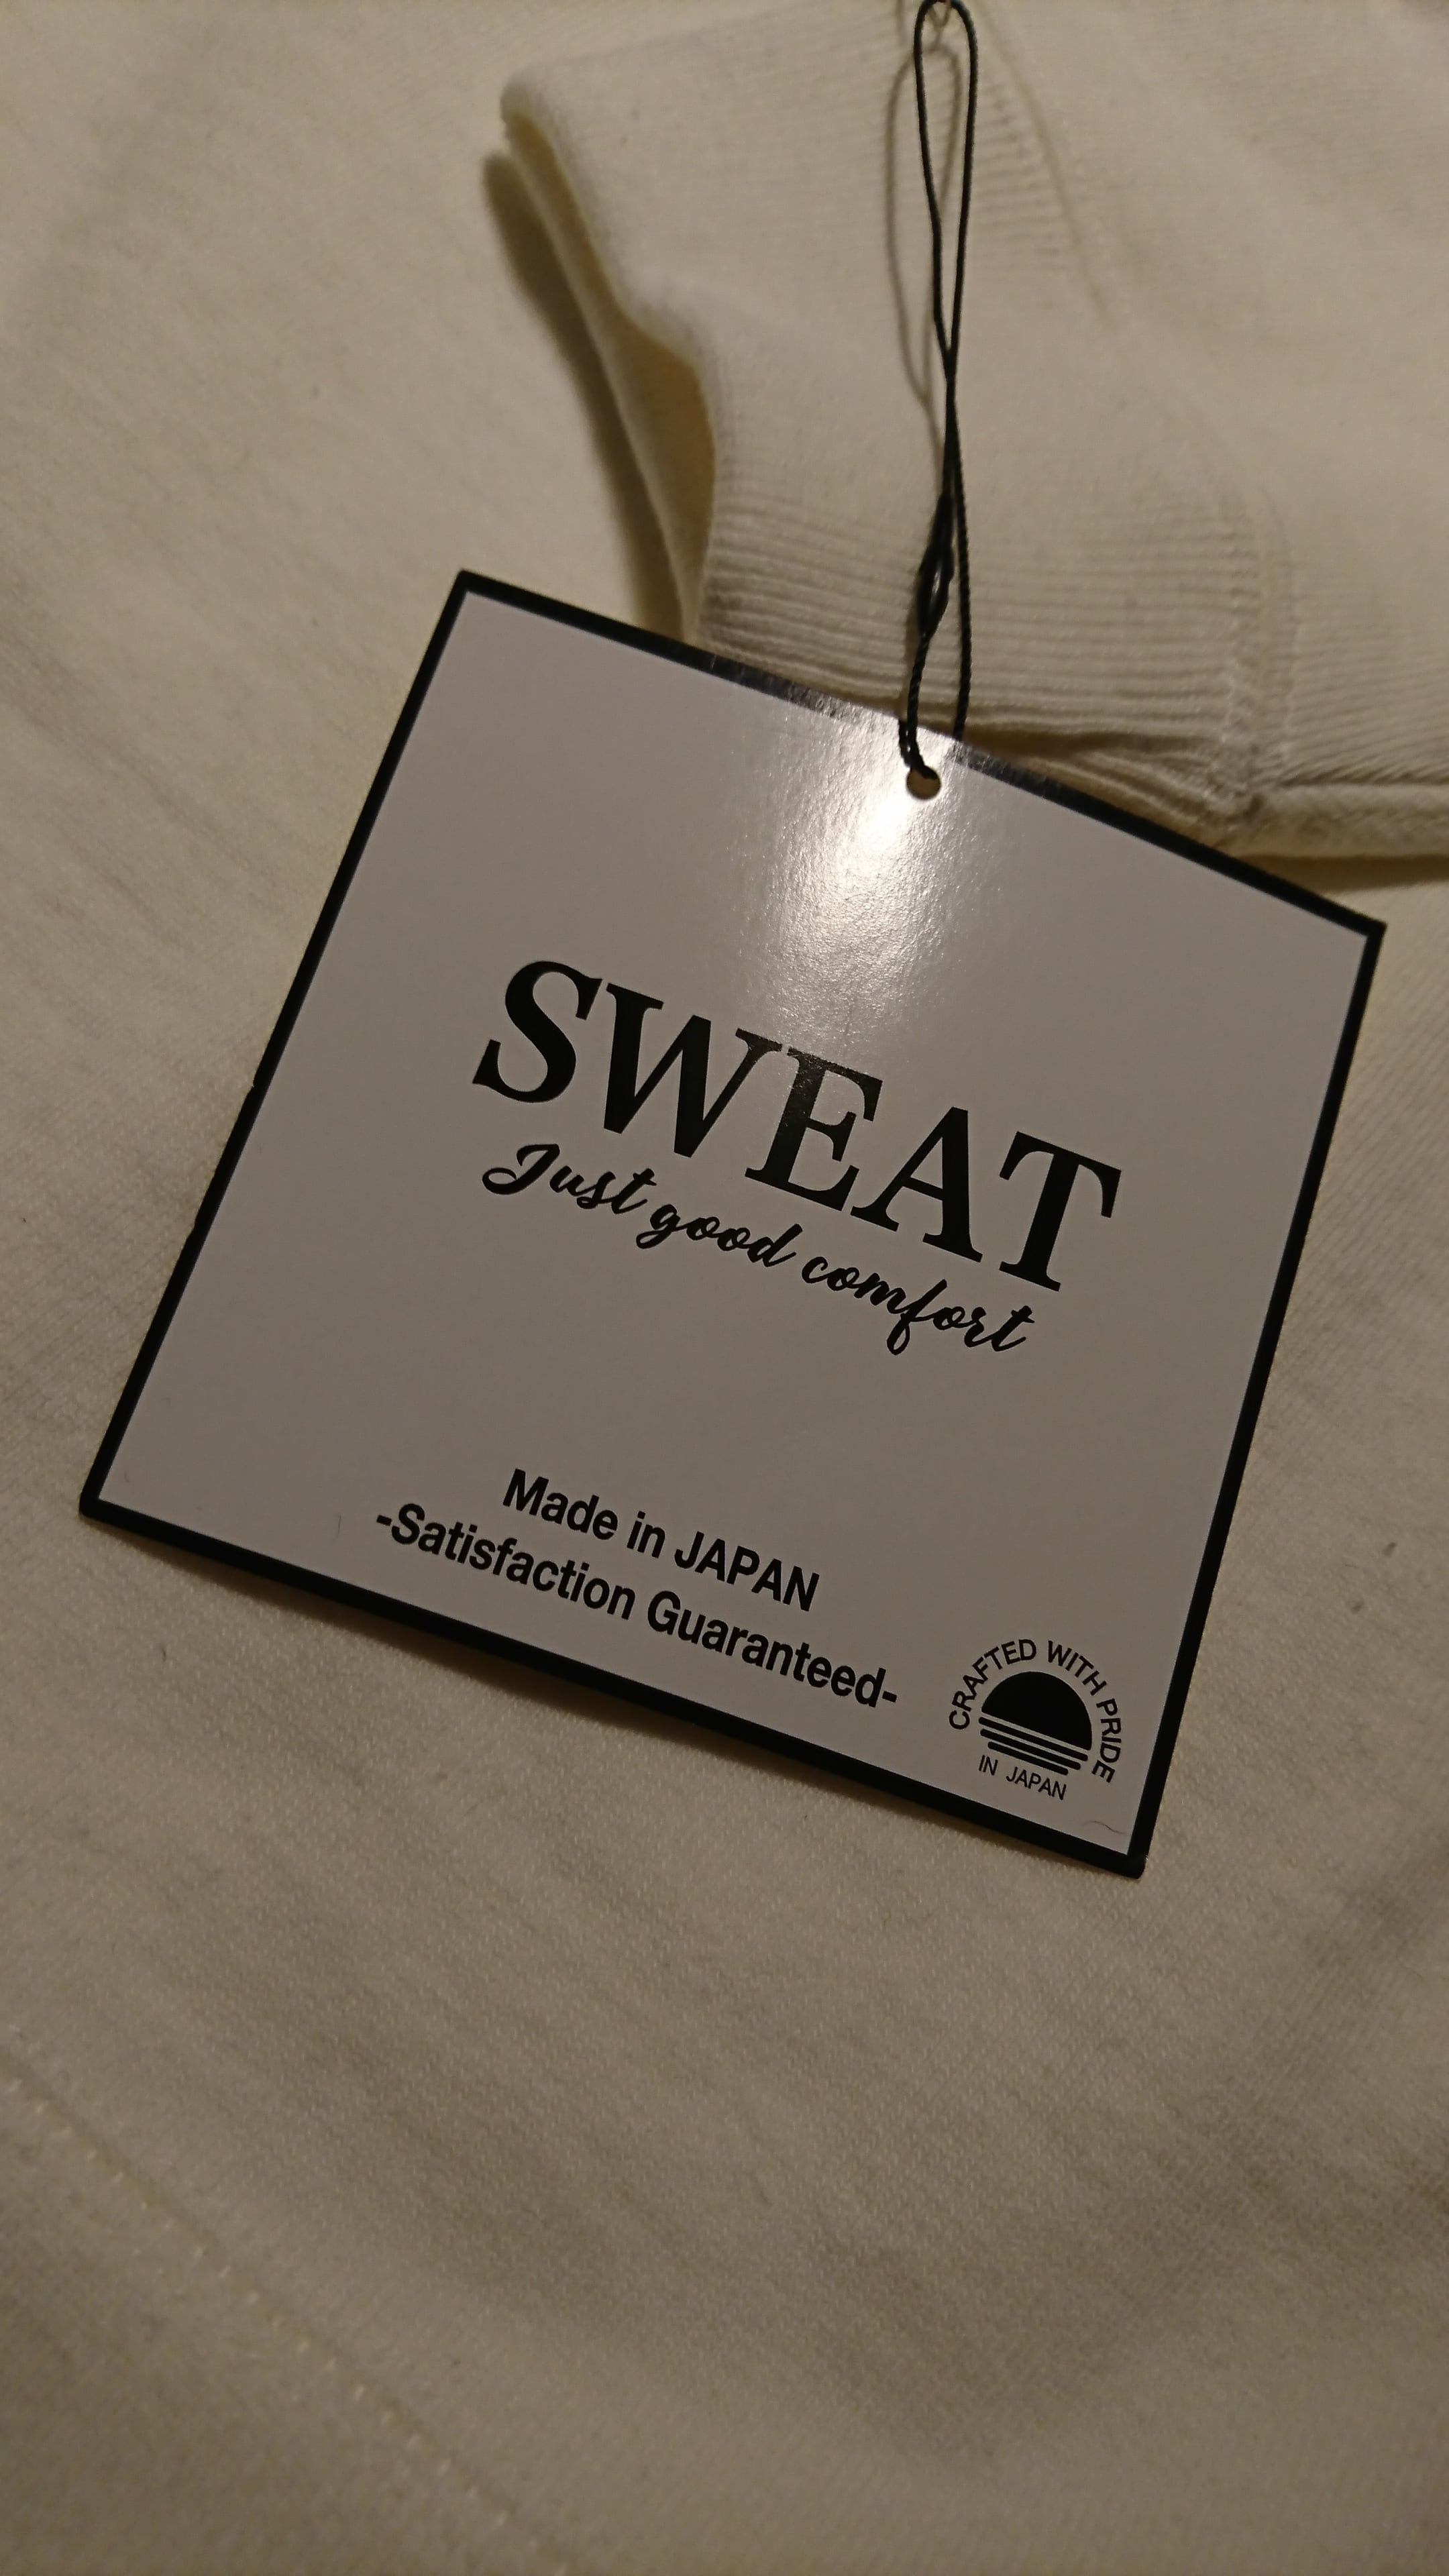 SWEAT
Just good comfort
Made in JAPAN
-Satisfaction Guaranteed-
CRAFTED WITH PRIDE
IN JAPAN